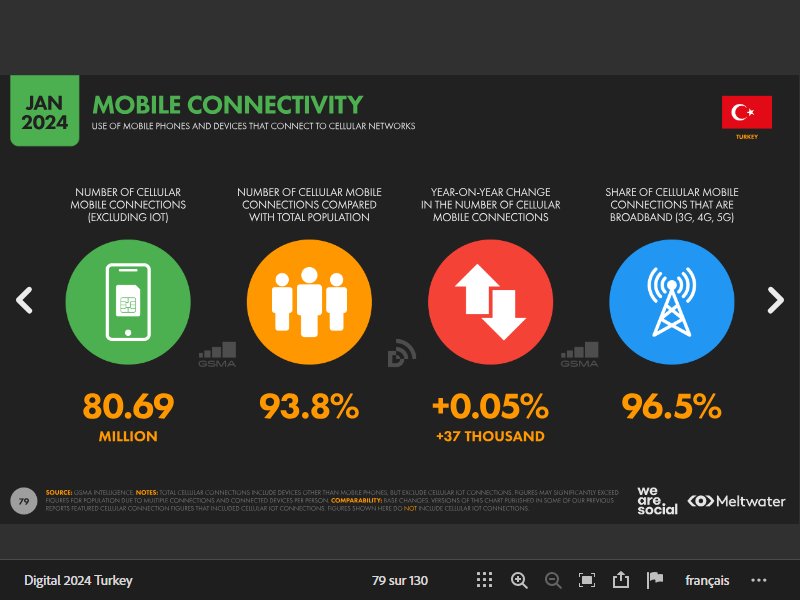 JAN
2024
MOBILE CONNECTIVITY
USE OF MOBILE PHONES AND DEVICES THAT CONNECT TO CELLULAR NETWORKS
TURKEY
NUMBER OF CELLULAR
MOBILE CONNECTIONS
(EXCLUDING IOT)
NUMBER OF CELLULAR MOBILE
CONNECTIONS COMPARED
WITH TOTAL POPULATION
YEAR-ON-YEAR CHANGE
IN THE NUMBER OF CELLULAR
MOBILE CONNECTIONS
SHARE OF CELLULAR MOBILE
CONNECTIONS THAT ARE
BROADBAND (3G, 4G, 5G)
GSMA
GSMA
80.69
MILLION
93.8%
+0.05%
+37 THOUSAND
96.5%
79
SOURCE: GSMA INTELLIGENCE. NOTES: TOTAL CELLULAR CONNECTIONS INCLUDE DEVICES OTHER THAN MOBILE PHONES, BUT EXCLUDE CELLULAR IOT CONNECTIONS. FIGURES MAY SIGNIFICANTLY EXCEED
FIGURES FOR POPULATION DUE TO MULTIPLE CONNECTIONS AND CONNECTED DEVICES PER PERSON. COMPARABILITY: BASE CHANGES. VERSIONS OF THIS CHART PUBLISHED IN SOME OF OUR PREVIOUS
REPORTS FEATURED CELLULAR CONNECTION FIGURES THAT INCLUDED CELLULAR IOT CONNECTIONS. FIGURES SHOWN HERE DO NOT INCLUDE CELLULAR IOT CONNECTIONS.
we
are.
social
Meltwater
Digital 2024 Turkey
79 sur 130
français